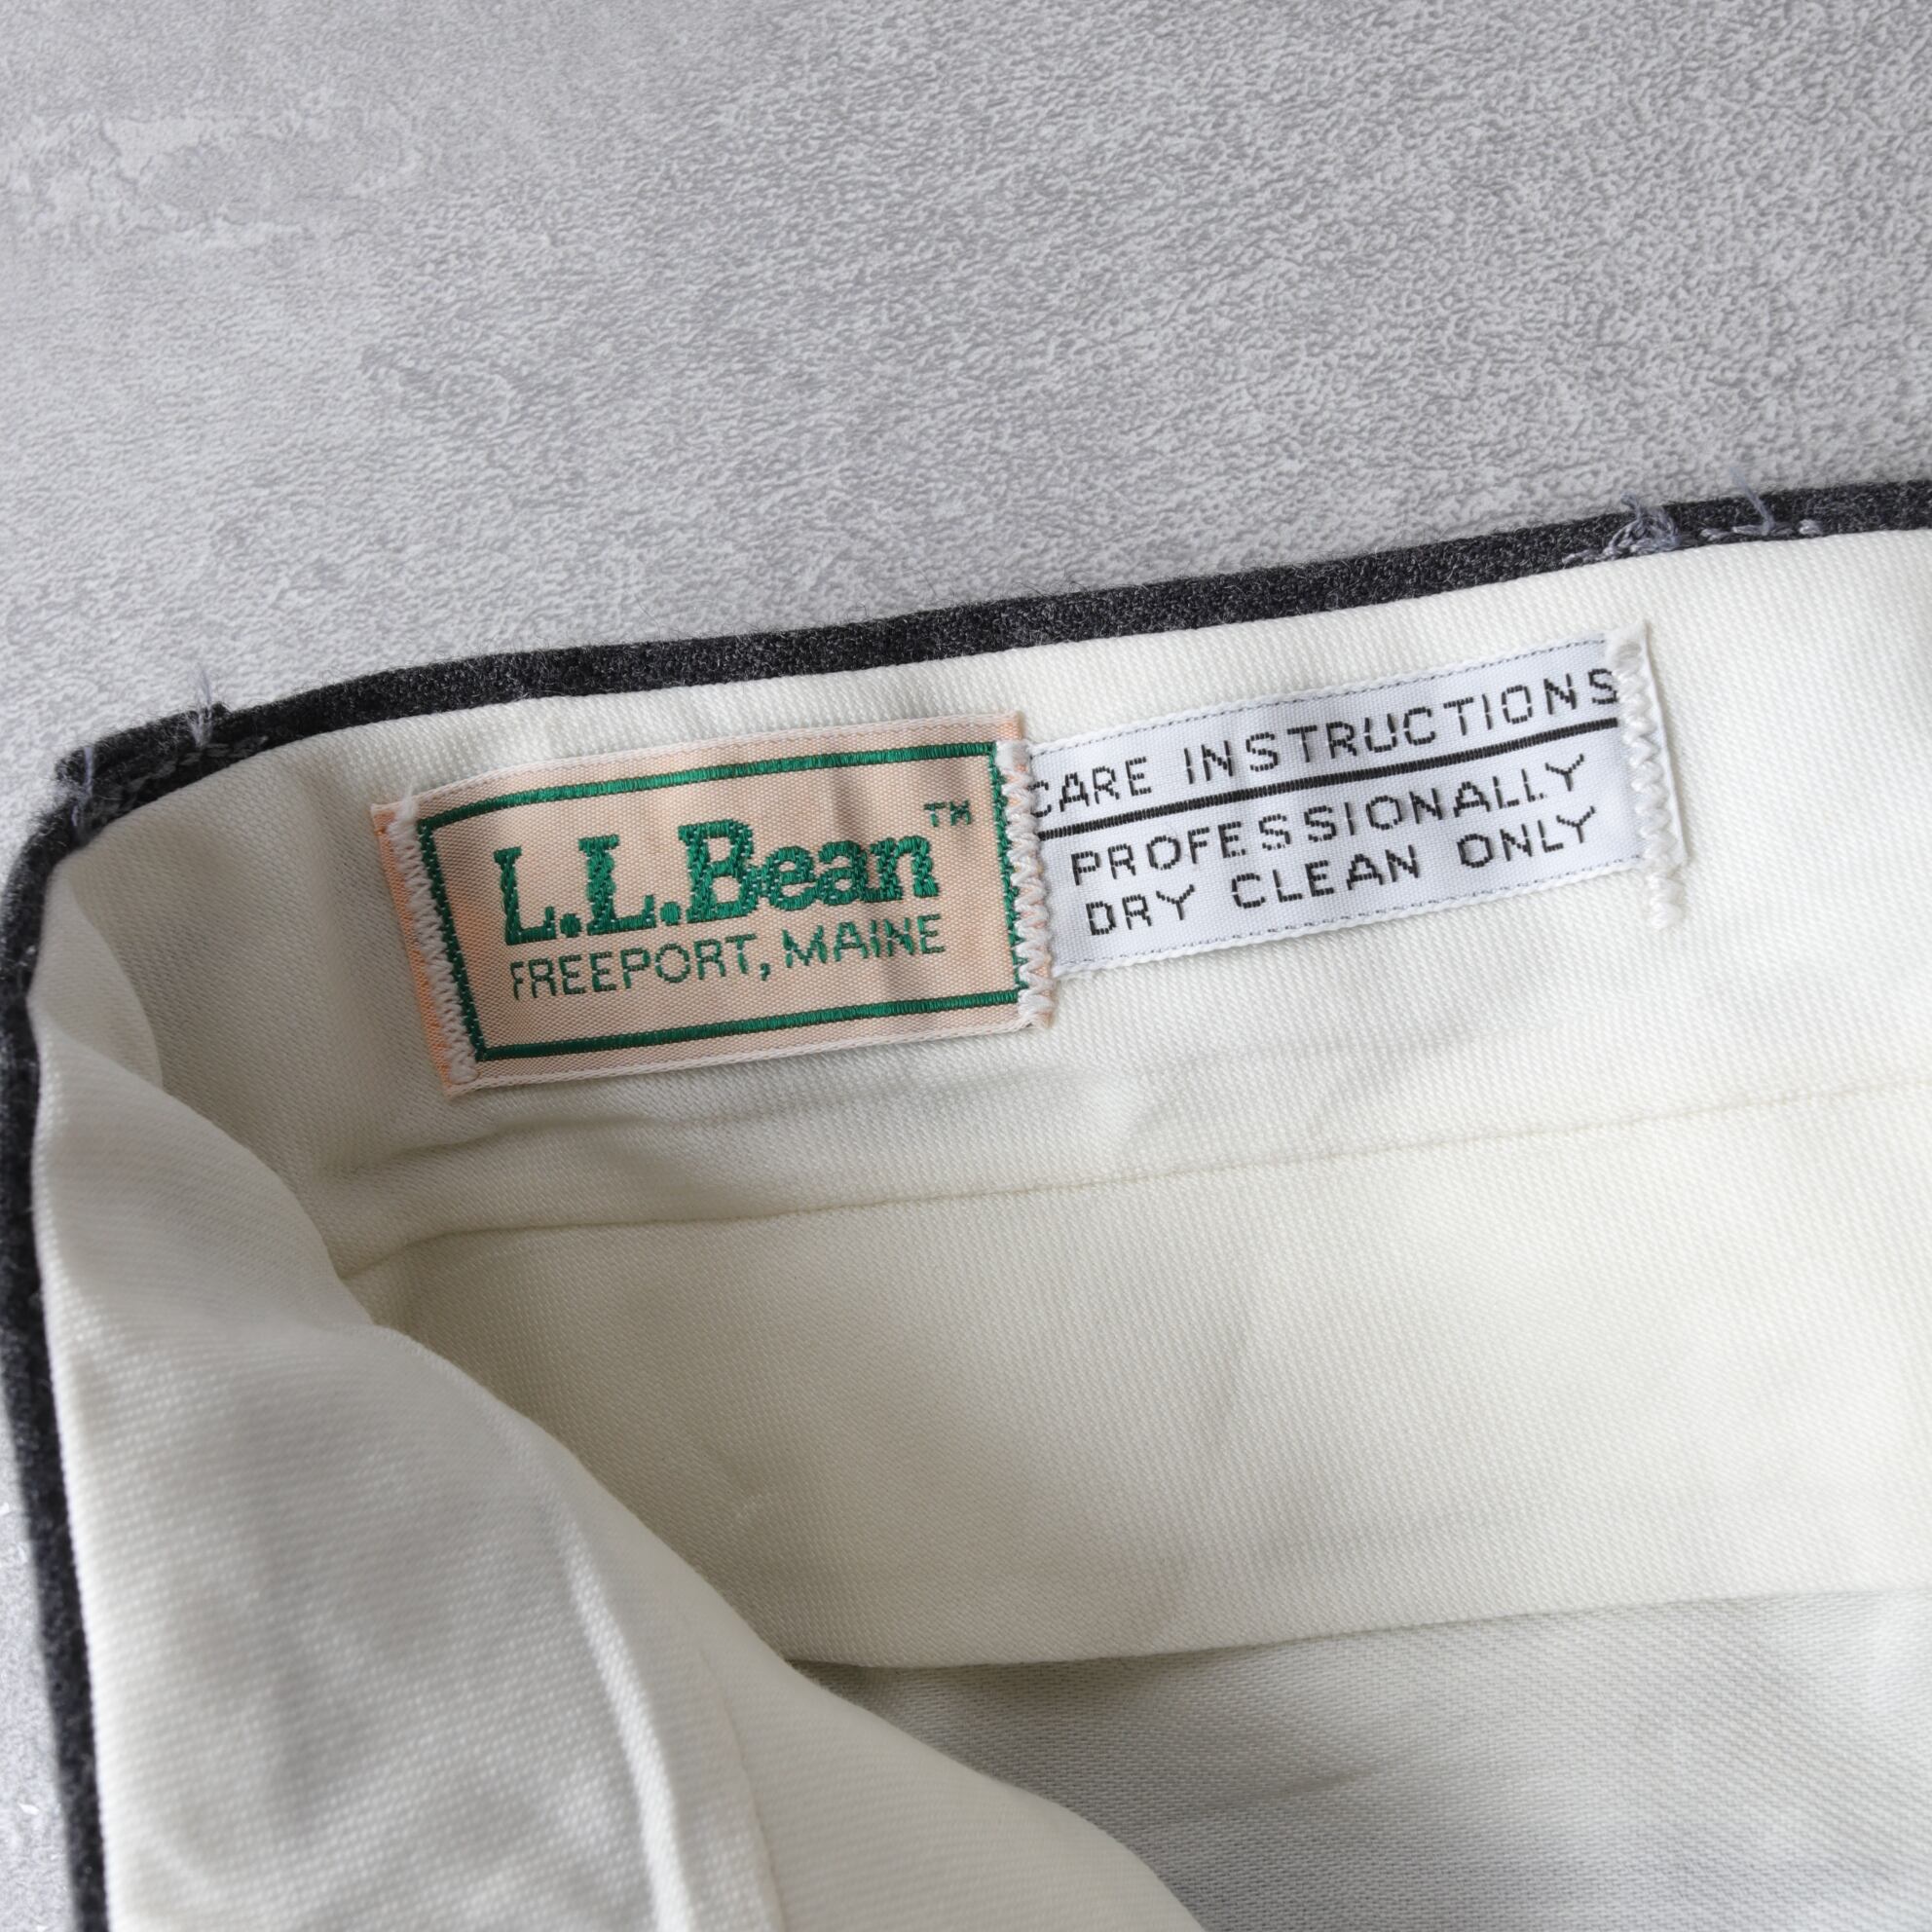 L.L.Bean™
FREEPORT, MAINE
CARE INSTRUCTIONS
PROFESSIONALLY
DRY CLEAN ONLY